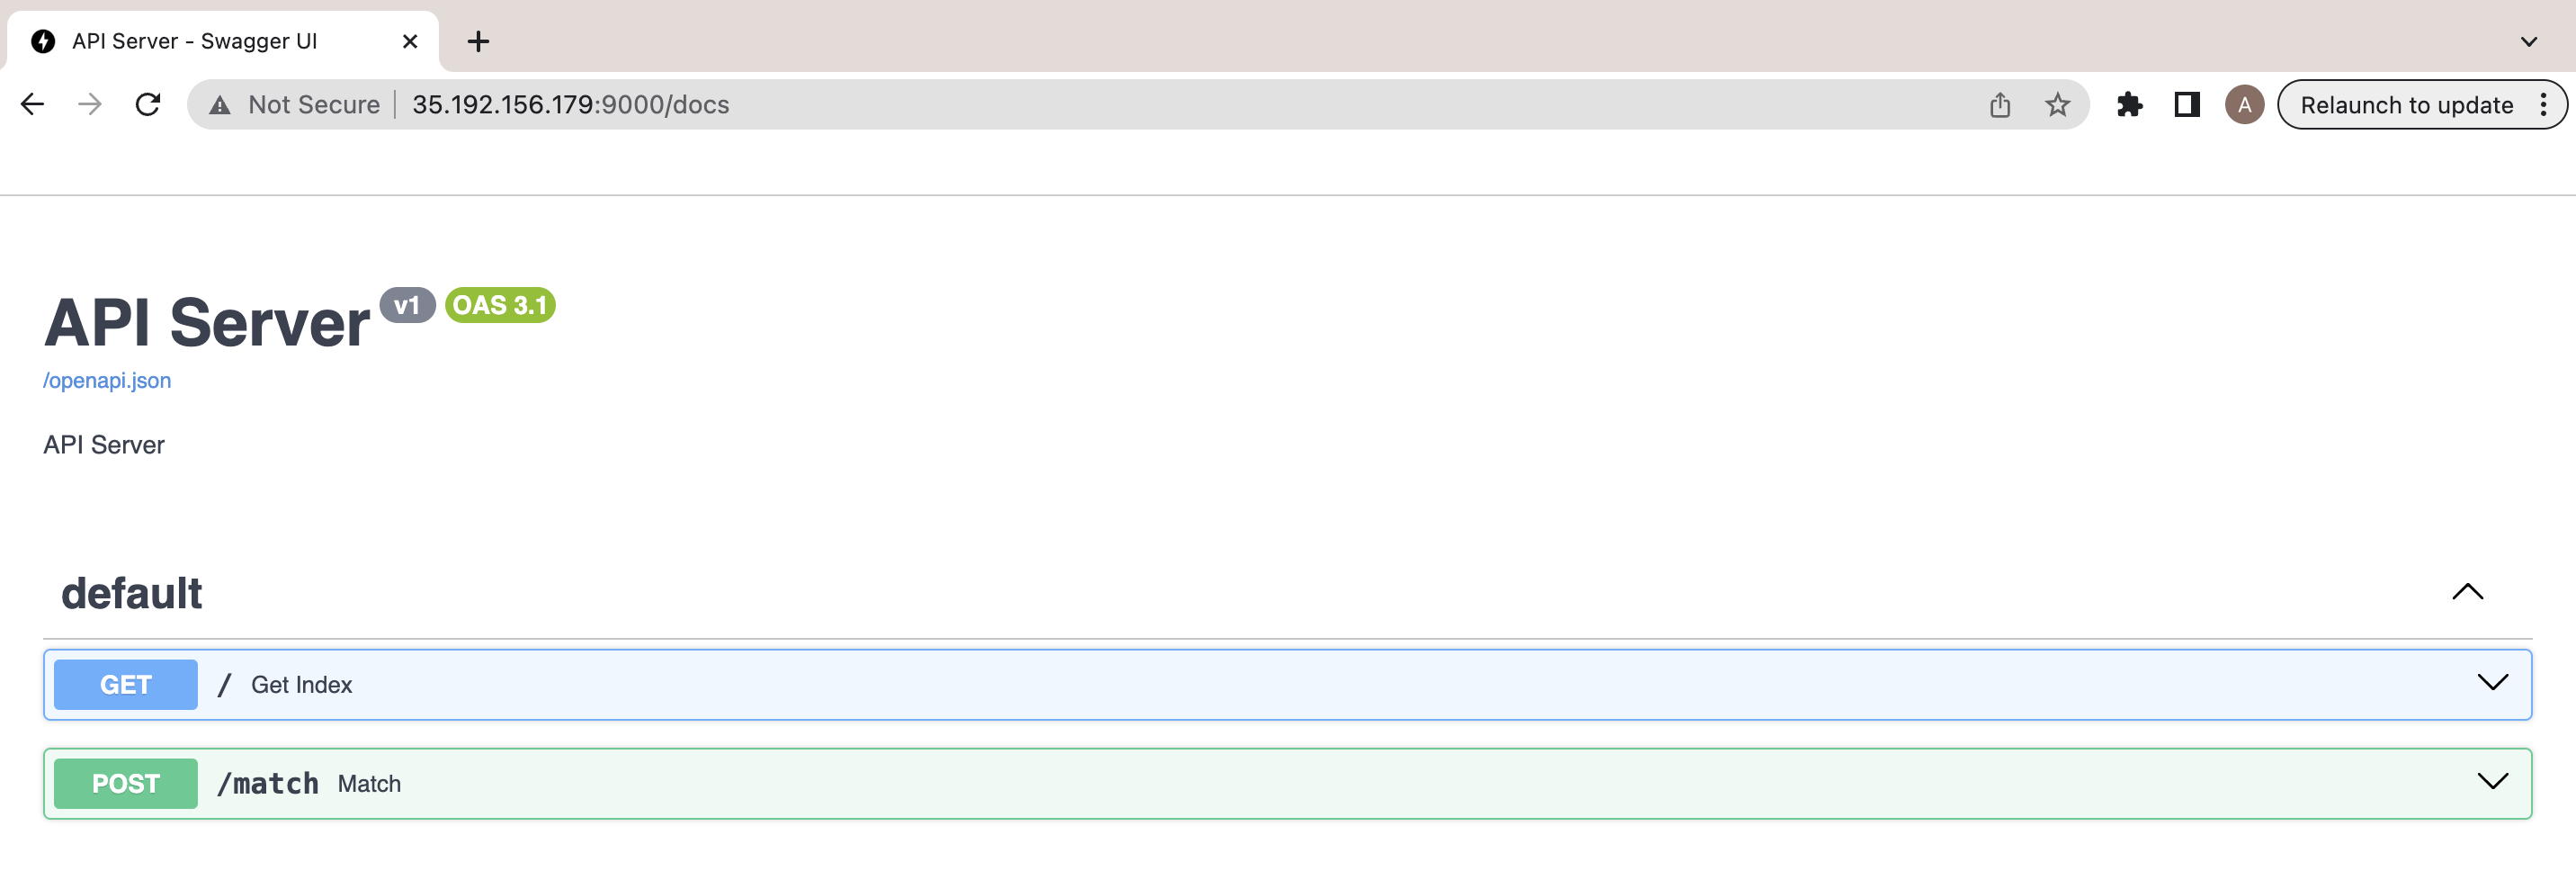 API Server - Swagger UI
Not Secure 35.192.156.179:9000/docs
A
Relaunch to update
API Server v1 OAS 3.1
/openapi.json
API Server
default
GET / Get Index
POST /match Match